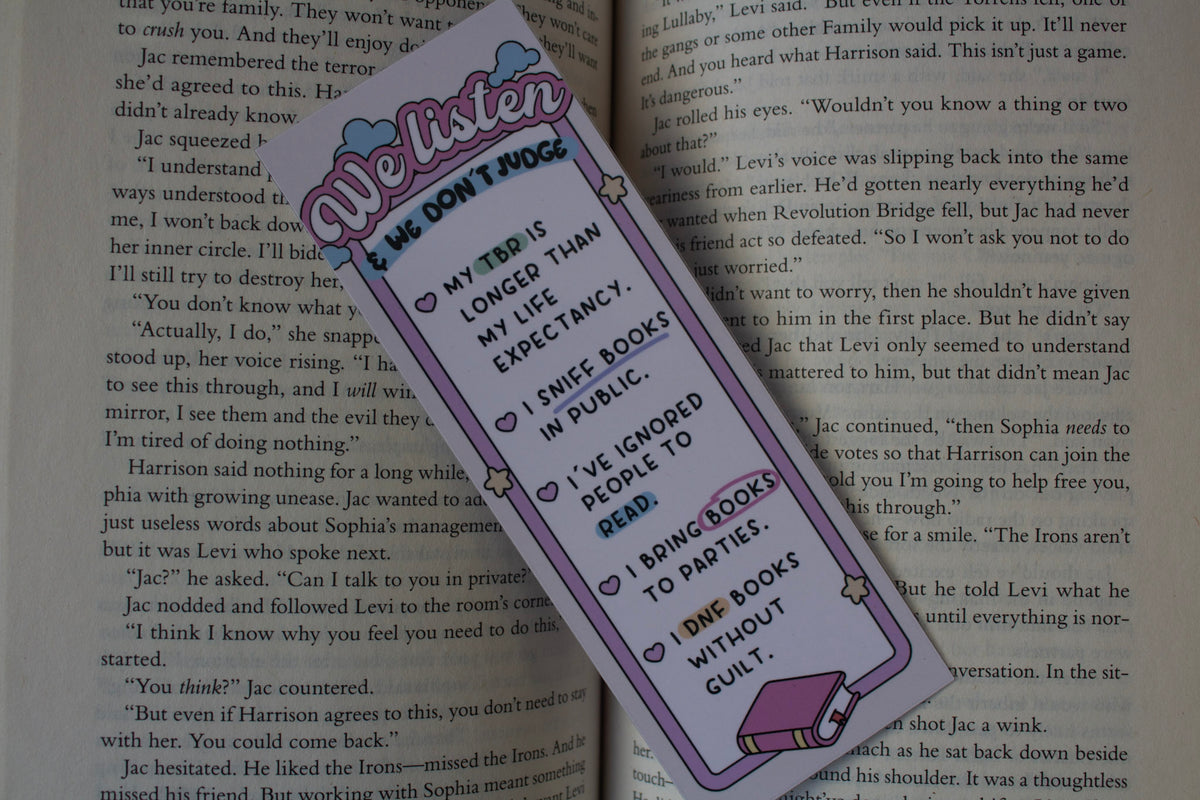 that you're family. They won't want
to crush you. And they'll enjoy
Jac remembered the terror
she'd agreed to this.
didn't already know
Jac squeezed
"I understand
ways understood
me, I won't back
her inner circle. I'll
I'll still try to destroy her,
"You don't know what
"Actually, I do," she
stood up, her voice rising. "I
to see this through, and I will
mirror, I see them and the evil they
I'm tired of doing nothing."
Harrison said nothing for a long while,
phia with growing unease. Jac wanted to
just useless words about Sophia's
but it was Levi who spoke next.
"Jac?" he asked. "Can I talk to you in private?"
Jac nodded and followed Levi to the room's
"I think I know why you feel you need to do this,"
started.
"You think?" Jac countered.
"But even if Harrison agrees to this, you don't need to stay
with her. You could come back."
Jac hesitated. He liked the Irons—missed the Irons. And he
missed his friend. But working with Sophia meant something
We listen
& WE DON'T JUDGE
MY TBR IS
LONGER THAN
MY LIFE
EXPECTANCY.
I SNIFF BOOKS
IN PUBLIC.
I'VE IGNORED
PEOPLE TO
READ.
I BRING BOOKS
TO PARTIES.
I DNF BOOKS
WITHOUT
GUILT.
ing Lullaby," Levi said. "But even if the Torrens fell, one of
the gangs or some other Family would pick it up. It'll never
end. And you heard what Harrison said. This isn't just a game.
It's dangerous."
Jac rolled his eyes. "Wouldn't you know a thing or two
about that?"
"I would." Levi's voice was slipping back into the same
weariness from earlier. He'd gotten nearly everything he'd
wanted when Revolution Bridge fell, but Jac had never
friend act so defeated. "So I won't ask you not to do
just worried."
didn't want to worry, then he shouldn't have given
to him in the first place. But he didn't say
Jac that Levi only seemed to understand
mattered to him, but that didn't mean Jac
Jac continued, "then Sophia needs to
votes so that Harrison can join the
told you I'm going to help free you,
this through."
for a smile. "The Irons aren't
But he told Levi what he
until everything is nor-
conversation. In the sit-
shot Jac a wink.
as he sat back down beside
her.
around his shoulder. It was a thoughtless
touch—